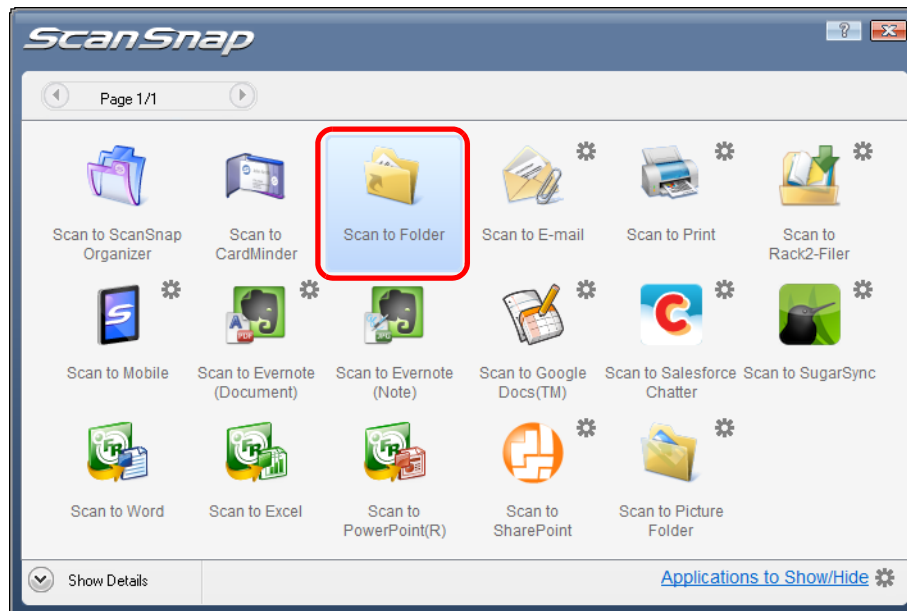 ScanSnap
?
Page 1/1
Scan to ScanSnap
Organizer
Scan to
CardMinder
Scan to Folder
Scan to E-mail
Scan to Print
Scan to
Rack2-Filer
Scan to Mobile
Scan to Evernote
(Document)
Scan to Evernote
(Note)
Scan to Google
Docs(TM)
Scan to Salesforce
Chatter
Scan to SugarSync
Scan to Word
Scan to Excel
Scan to
PowerPoint(R)
Scan to
SharePoint
Scan to Picture
Folder
Show Details
Applications to Show/Hide